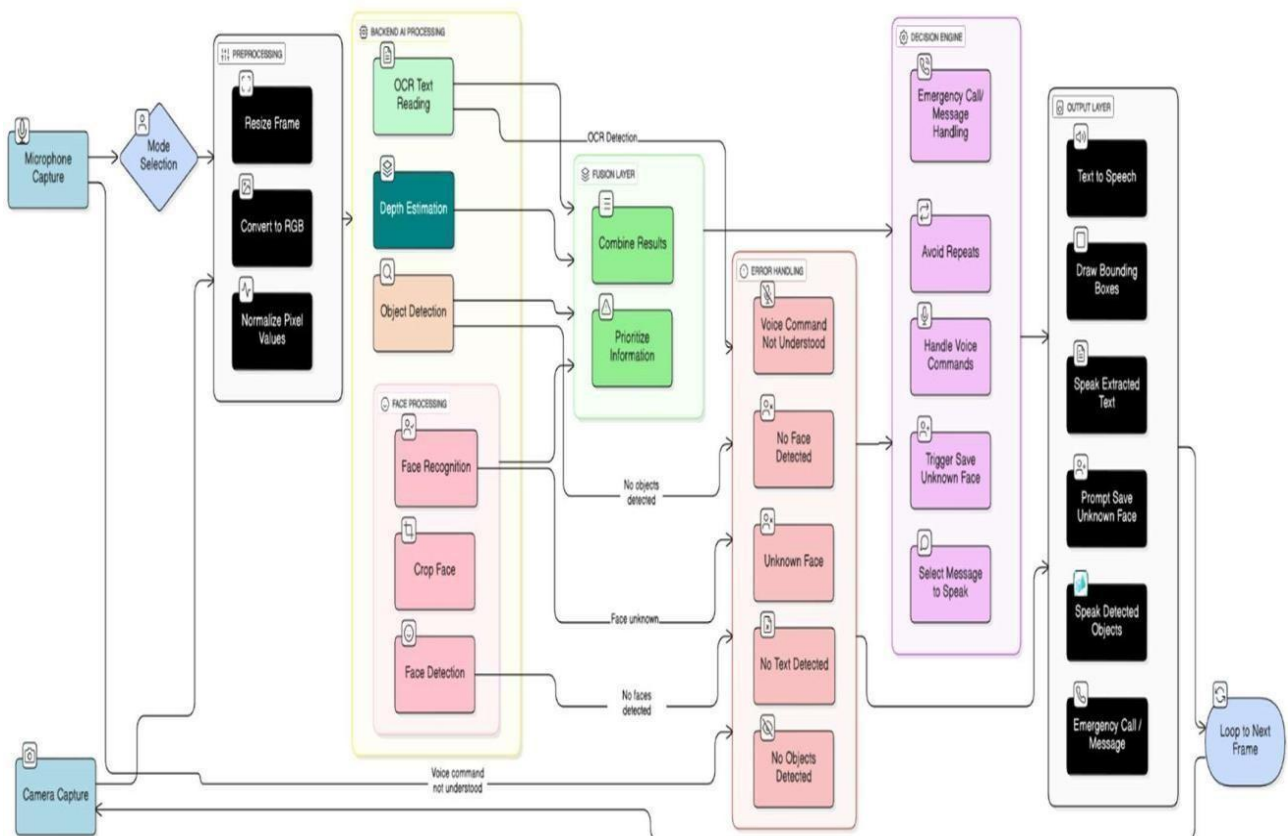 Microphone
Capture
Mode
Selection
Camera Capture
PREPROCESSING
Resize Frame
Convert to RGB
Normalize Pixel
Values
BACKEND AI PROCESSING
OCR Text
Reading
Depth Estimation
Object Detection
FACE PROCESSING
Face Recognition
Crop Face
Face Detection
OCR Detection
No objects
detected
Face unknown
No faces
detected
Voice command
not understood
FUSION LAYER
Combine Results
Prioritize
Information
ERROR HANDLING
Voice Command
Not Understood
No Face
Detected
Unknown Face
No Text Detected
No Objects
Detected
DECISION ENGINE
Emergency Call/
Message
Handling
Avoid Repeats
Handle Voice
Commands
Trigger Save
Unknown Face
Select Message
to Speak
OUTPUT LAYER
Text to Speech
Draw Bounding
Boxes
Speak Extracted
Text
Prompt Save
Unknown Face
Speak Detected
Objects
Emergency Call /
Message
Loop to Next
Frame